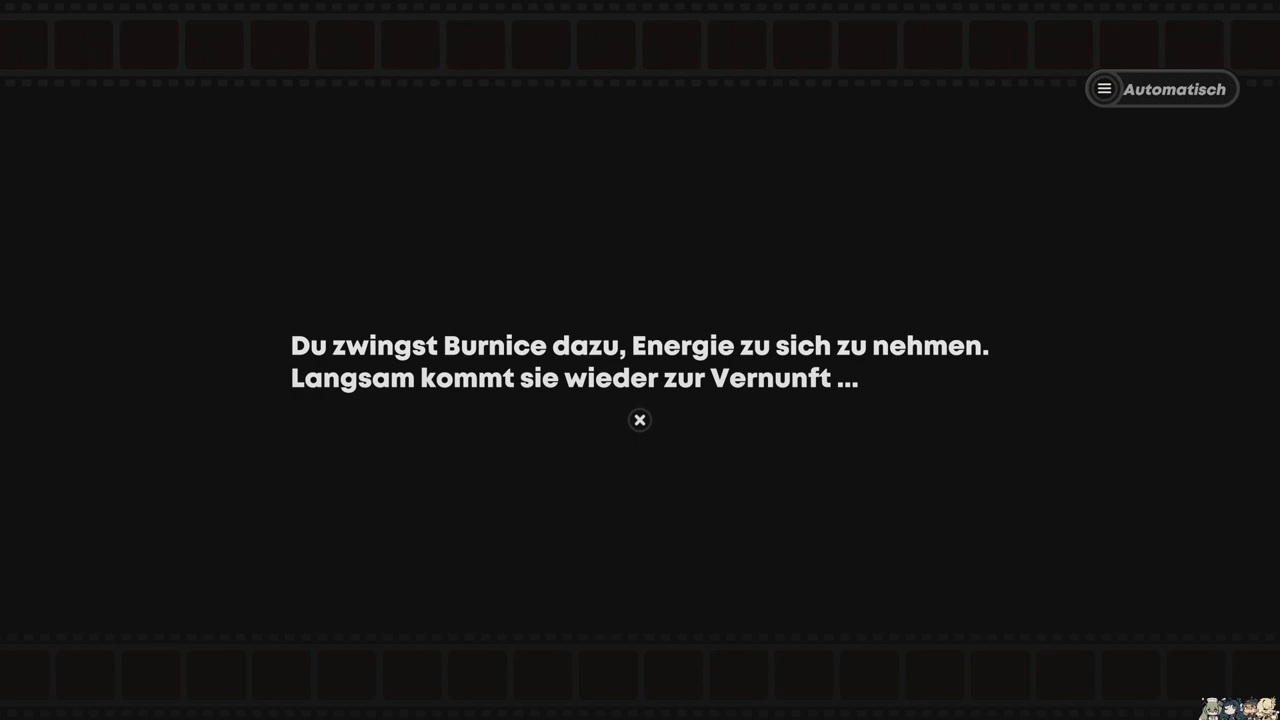 Automatisch
Du zwingst Burnice dazu, Energie zu sich zu nehmen.
Langsam kommt sie wieder zur Vernunft ...